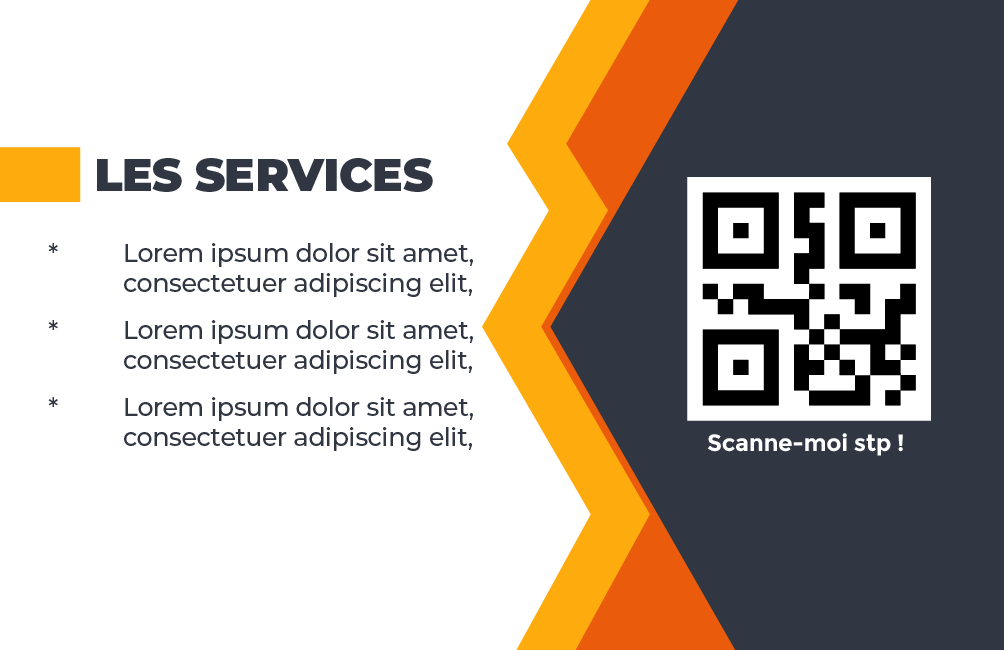 LES SERVICES
* Lorem ipsum dolor sit amet,
consectetuer adipiscing elit,
* Lorem ipsum dolor sit amet,
consectetuer adipiscing elit,
* Lorem ipsum dolor sit amet,
consectetuer adipiscing elit,
Scanne-moi stp !